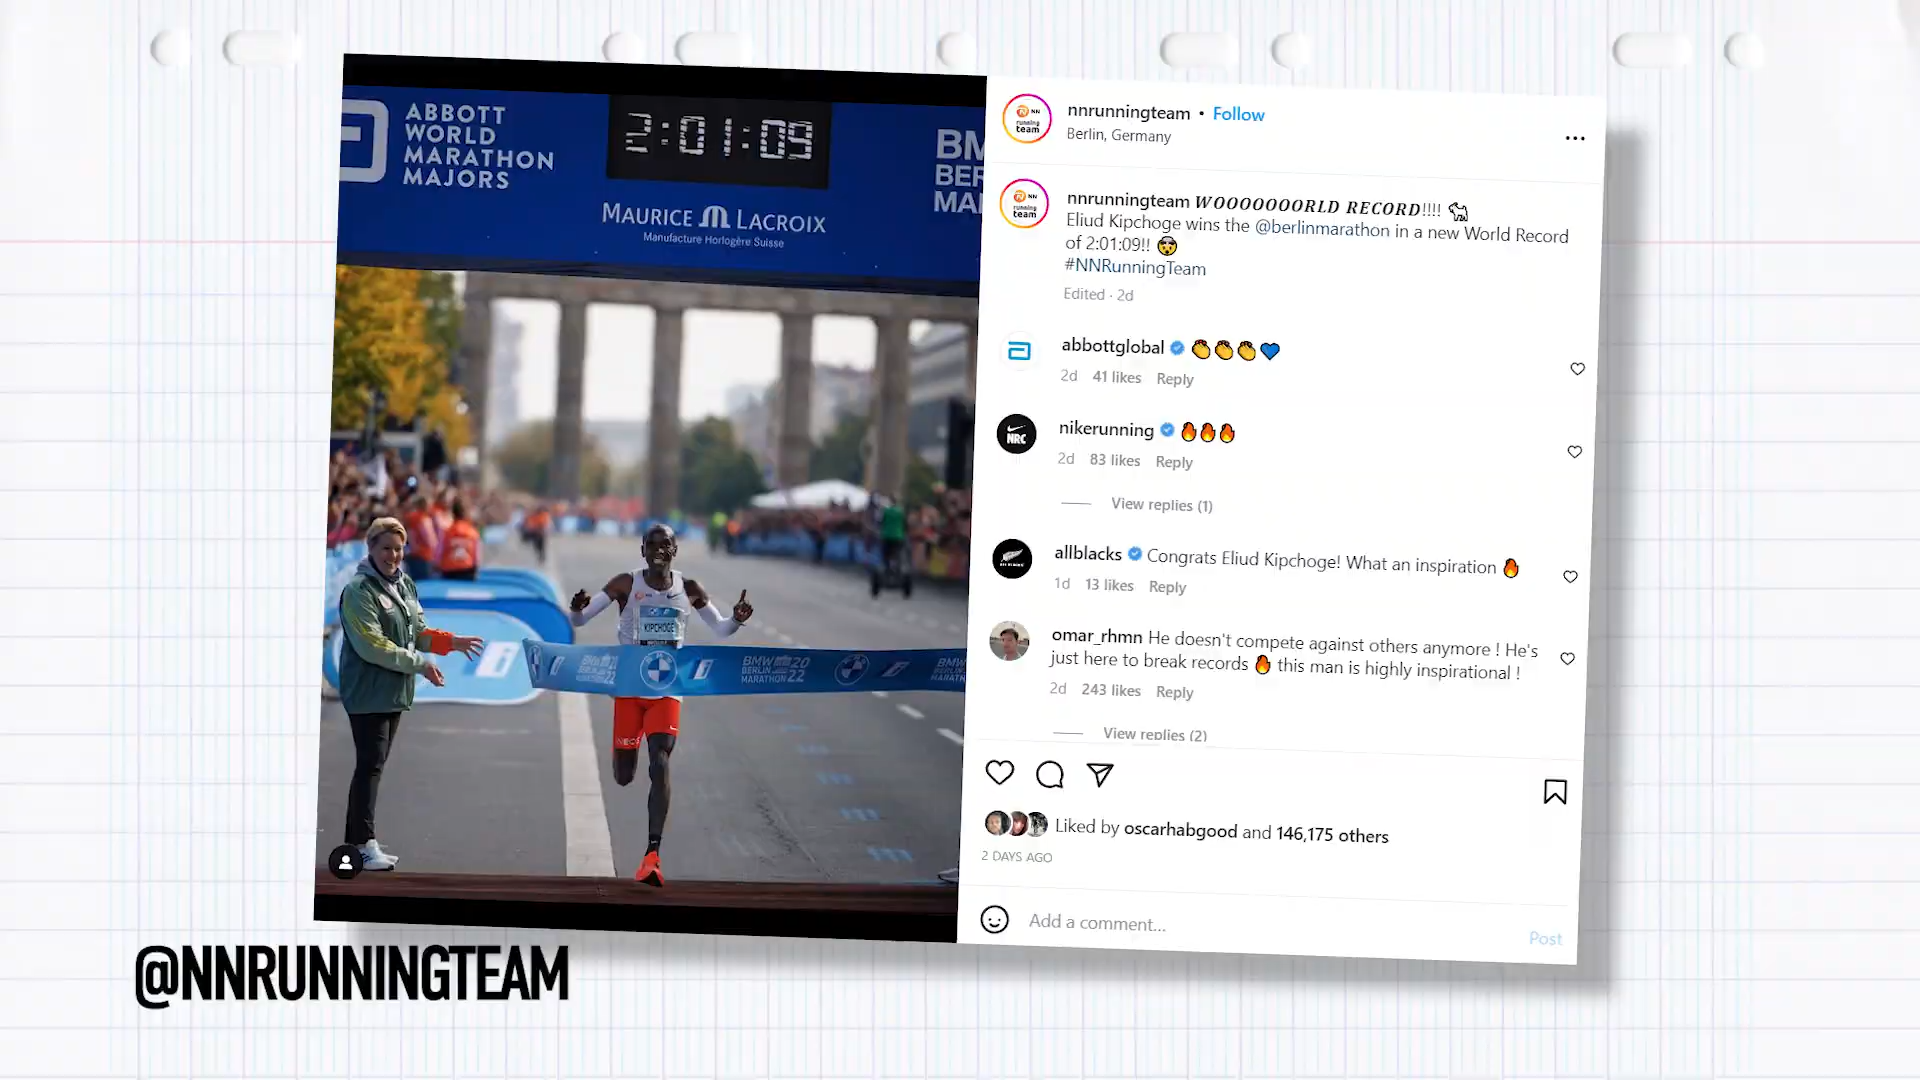 ABBOTT
WORLD
MARATHON
MAJORS
2:01:09
MAURICE LACROIX
Manufacture Horlogère Suisse
BM
BER
MA
KIPCHOGE
INEOS
BMW 20
BERLIN 22
MARATHON
nnrunningteam • Follow
Berlin, Germany
nnrunningteam WOOOOOOORLD RECORD!!!! 🐐
Eliud Kipchoge wins the @berlinmarathon in a new World Record
of 2:01:09!! 🤯
#NNRunningTeam
Edited · 2d
abbottglobal 👏👏👏💙
2d 41 likes Reply
NRC
nikerunning 🔥🔥🔥
2d 83 likes Reply
View replies (1)
allblacks Congrats Eliud Kipchoge! What an inspiration 🔥
1d 13 likes Reply
omar_rhmn He doesn't compete against others anymore ! He's
just here to break records 🔥 this man is highly inspirational !
2d 243 likes Reply
View replies (2)
Liked by oscarhabgood and 146,175 others
2 DAYS AGO
Add a comment...
Post
@NNRUNNINGTEAM